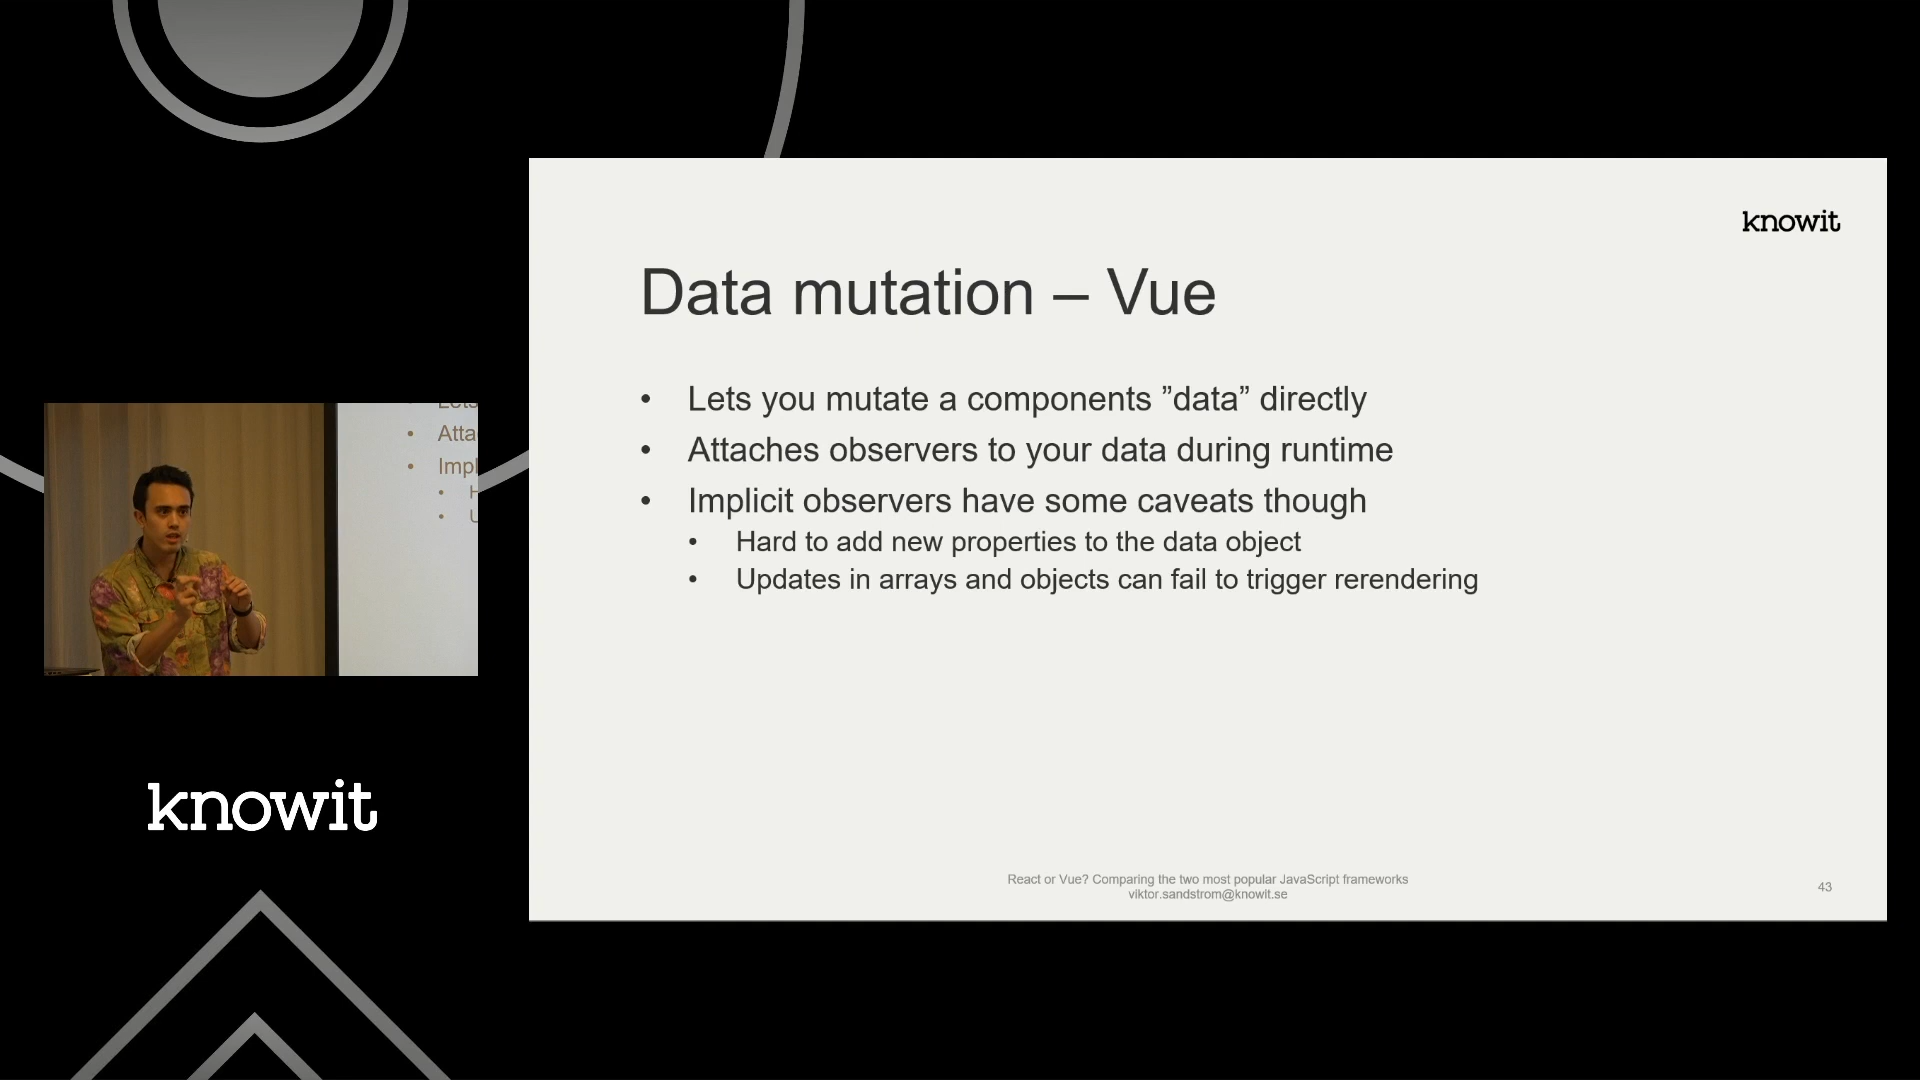 knowit
Data mutation – Vue
• Lets you mutate a components ”data” directly
• Attaches observers to your data during runtime
• Implicit observers have some caveats though
• Hard to add new properties to the data object
• Updates in arrays and objects can fail to trigger rerendering
React or Vue? Comparing the two most popular JavaScript frameworks
viktor.sandstrom@knowit.se
43
• Atta
• Impl
• H
• U
knowit